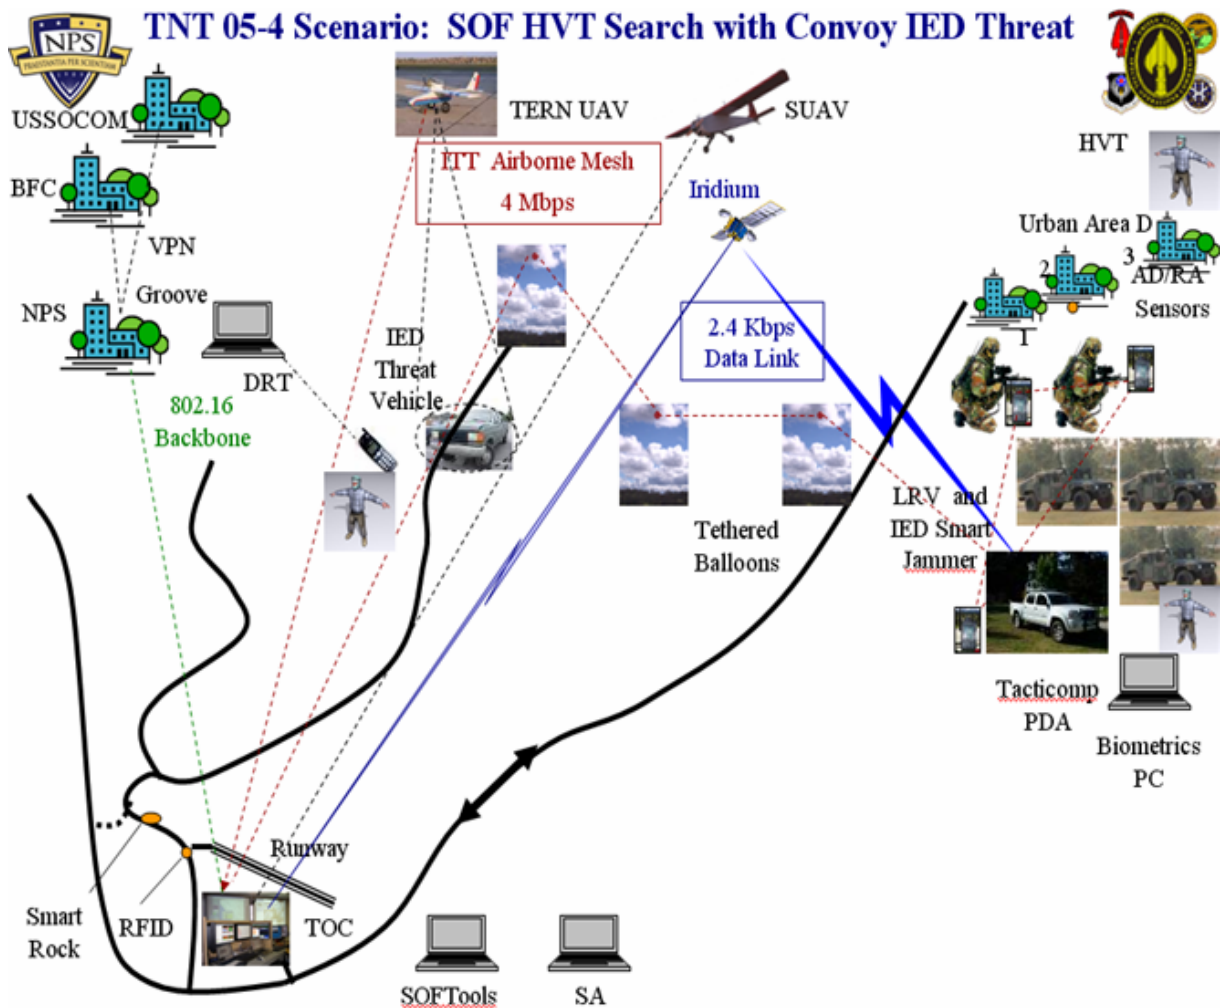 TNT 05-4 Scenario: SOF HVT Search with Convoy IED Threat
NPS
PRAESTANTIA PER SCIENTIAM
USSOCOM
BFC
VPN
NPS
Groove
DRT
802.16
Backbone
TERN UAV
SUAV
ITT Airborne Mesh
4 Mbps
Iridium
2.4 Kbps
Data Link
IED
Threat
Vehicle
HVT
Urban Area D
2
3
AD/RA
Sensors
1
Tethered
Balloons
LRV and
IED Smart
Jammer
Tacticomp
PDA
Biometrics
PC
Runway
Smart
Rock
RFID
TOC
SOFTools
SA